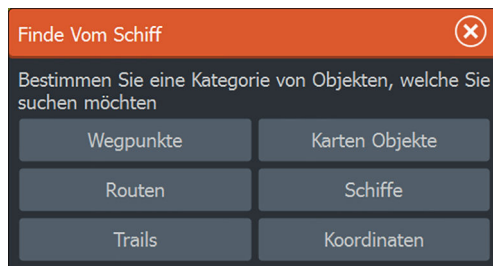 Finde Vom Schiff
Bestimmen Sie eine Kategorie von Objekten, welche Sie
suchen möchten
Wegpunkte
Karten Objekte
Routen
Schiffe
Trails
Koordinaten